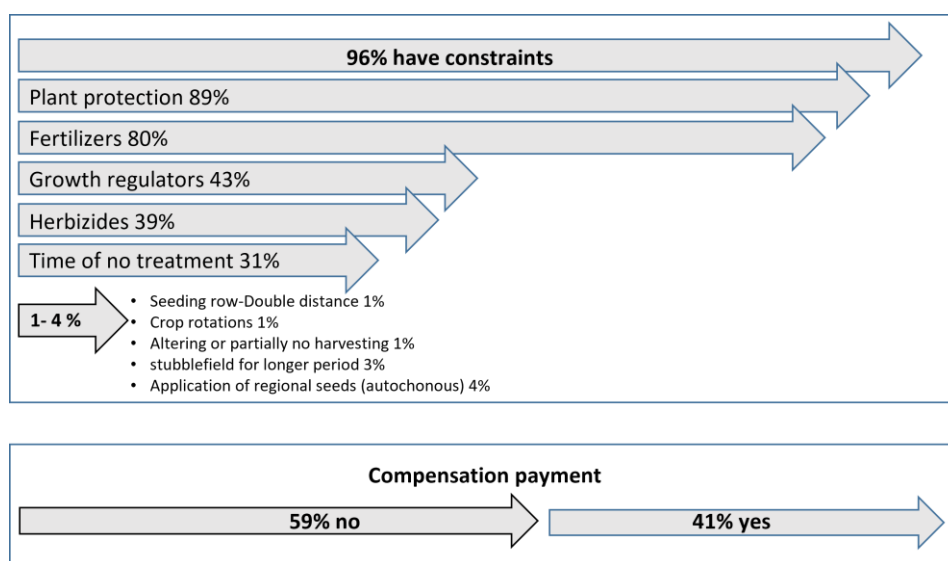 96% have constraints
Plant protection 89%
Fertilizers 80%
Growth regulators 43%
Herbizides 39%
Time of no treatment 31%
1- 4 %
• Seeding row-Double distance 1%
• Crop rotations 1%
• Altering or partially no harvesting 1%
• stubblefield for longer period 3%
• Application of regional seeds (autochonous) 4%
Compensation payment
59% no
41% yes